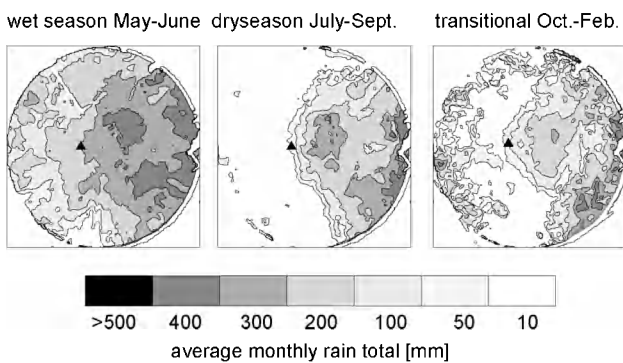 wet season May-June dryseason July-Sept. transitional Oct.-Feb.
>500 400 300 200 100 50 10
average monthly rain total [mm]